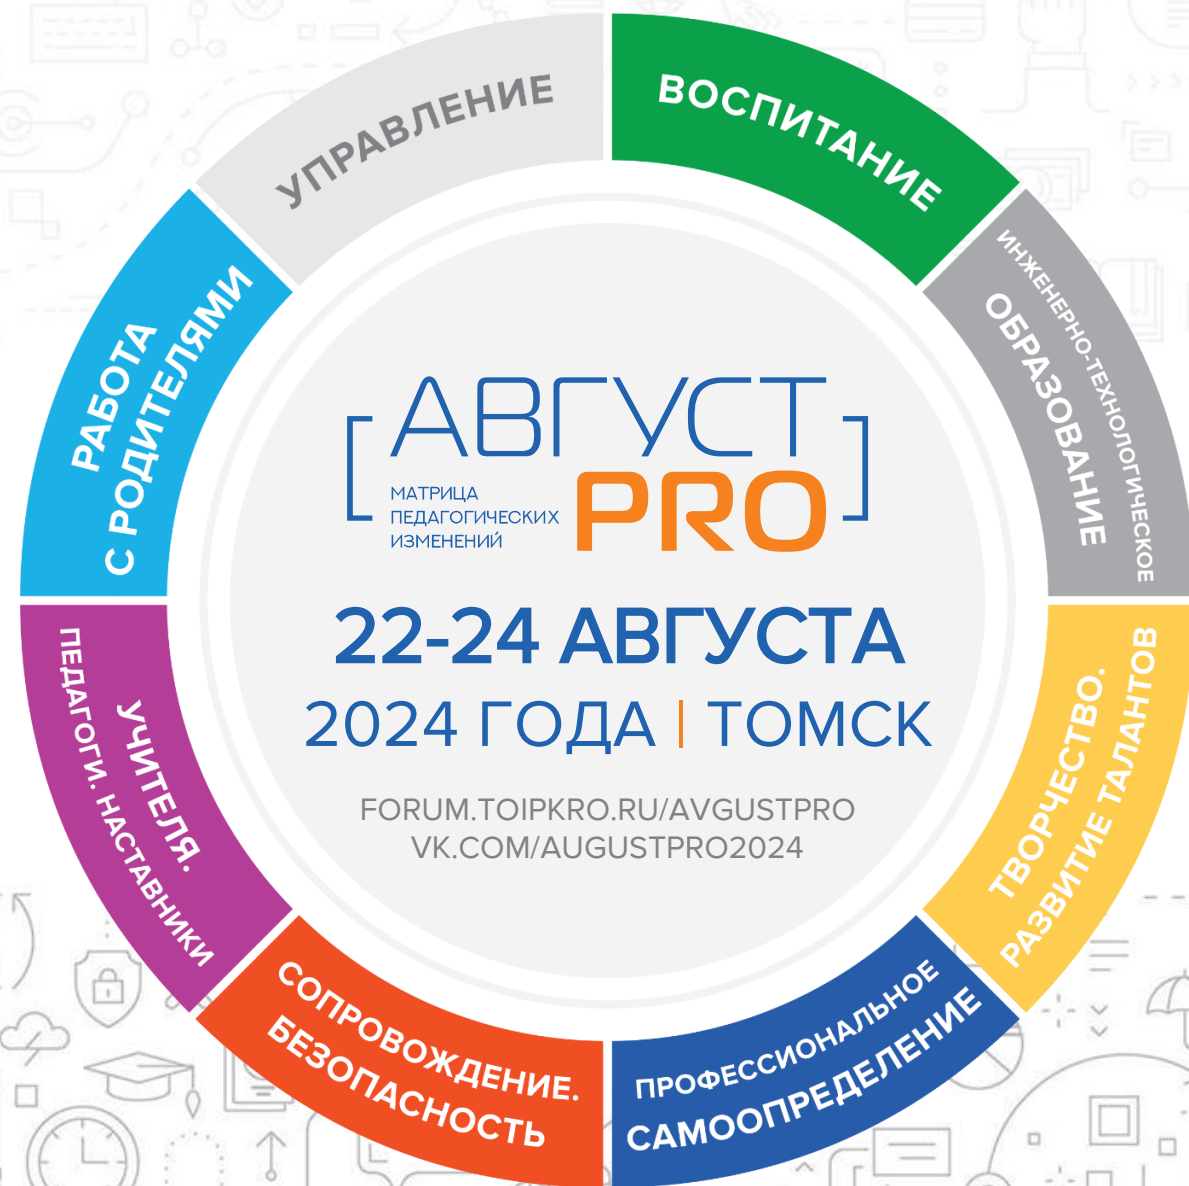 УПРАВЛЕНИЕ
ВОСПИТАНИЕ
ИНЖЕНЕРНО-ТЕХНОЛОГИЧЕСКОЕ
ОБРАЗОВАНИЕ
ТВОРЧЕСТВО.
РАЗВИТИЕ ТАЛАНТОВ
ПРОФЕССИОНАЛЬНОЕ
САМООПРЕДЕЛЕНИЕ
СОПРОВОЖДЕНИЕ.
БЕЗОПАСНОСТЬ
УЧИТЕЛЯ.
ПЕДАГОГИ. НАСТАВНИКИ
РАБОТА
С РОДИТЕЛЯМИ
[АВГУСТ
PRO]
МАТРИЦА
ПЕДАГОГИЧЕСКИХ
ИЗМЕНЕНИЙ
22-24 АВГУСТА
2024 ГОДА | ТОМСК
FORUM.TOIPKRO.RU/AVGUSTPRO
VK.COM/AUGUSTPRO2024